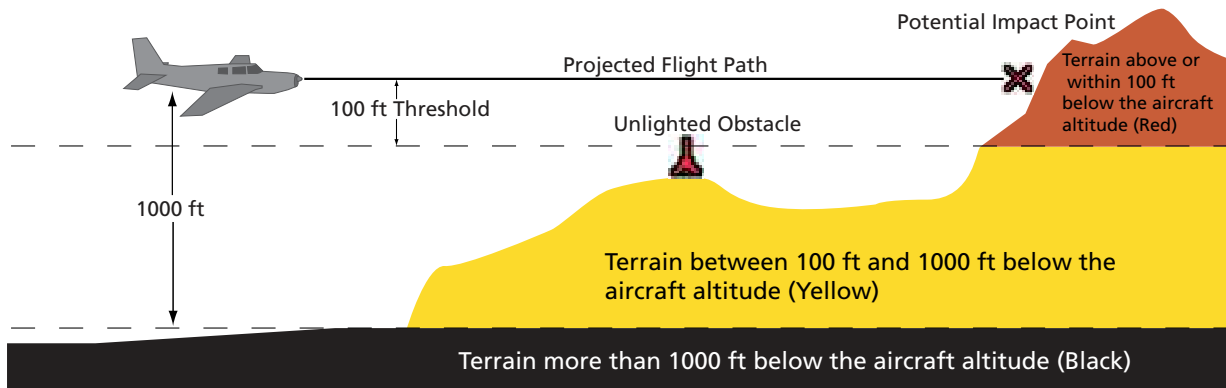 Potential Impact Point
Projected Flight Path
Terrain above or
within 100 ft
below the aircraft
altitude (Red)
100 ft Threshold
Unlighted Obstacle
1000 ft
Terrain between 100 ft and 1000 ft below the
aircraft altitude (Yellow)
Terrain more than 1000 ft below the aircraft altitude (Black)